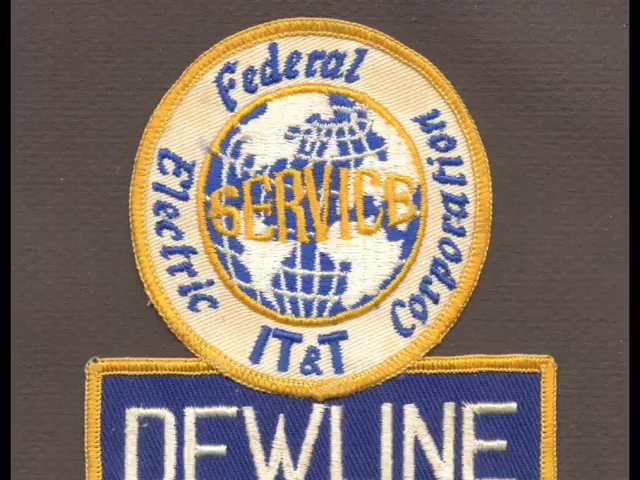 Federal
Electric
Corporation
SERVICE
IT&T
DEWLINE